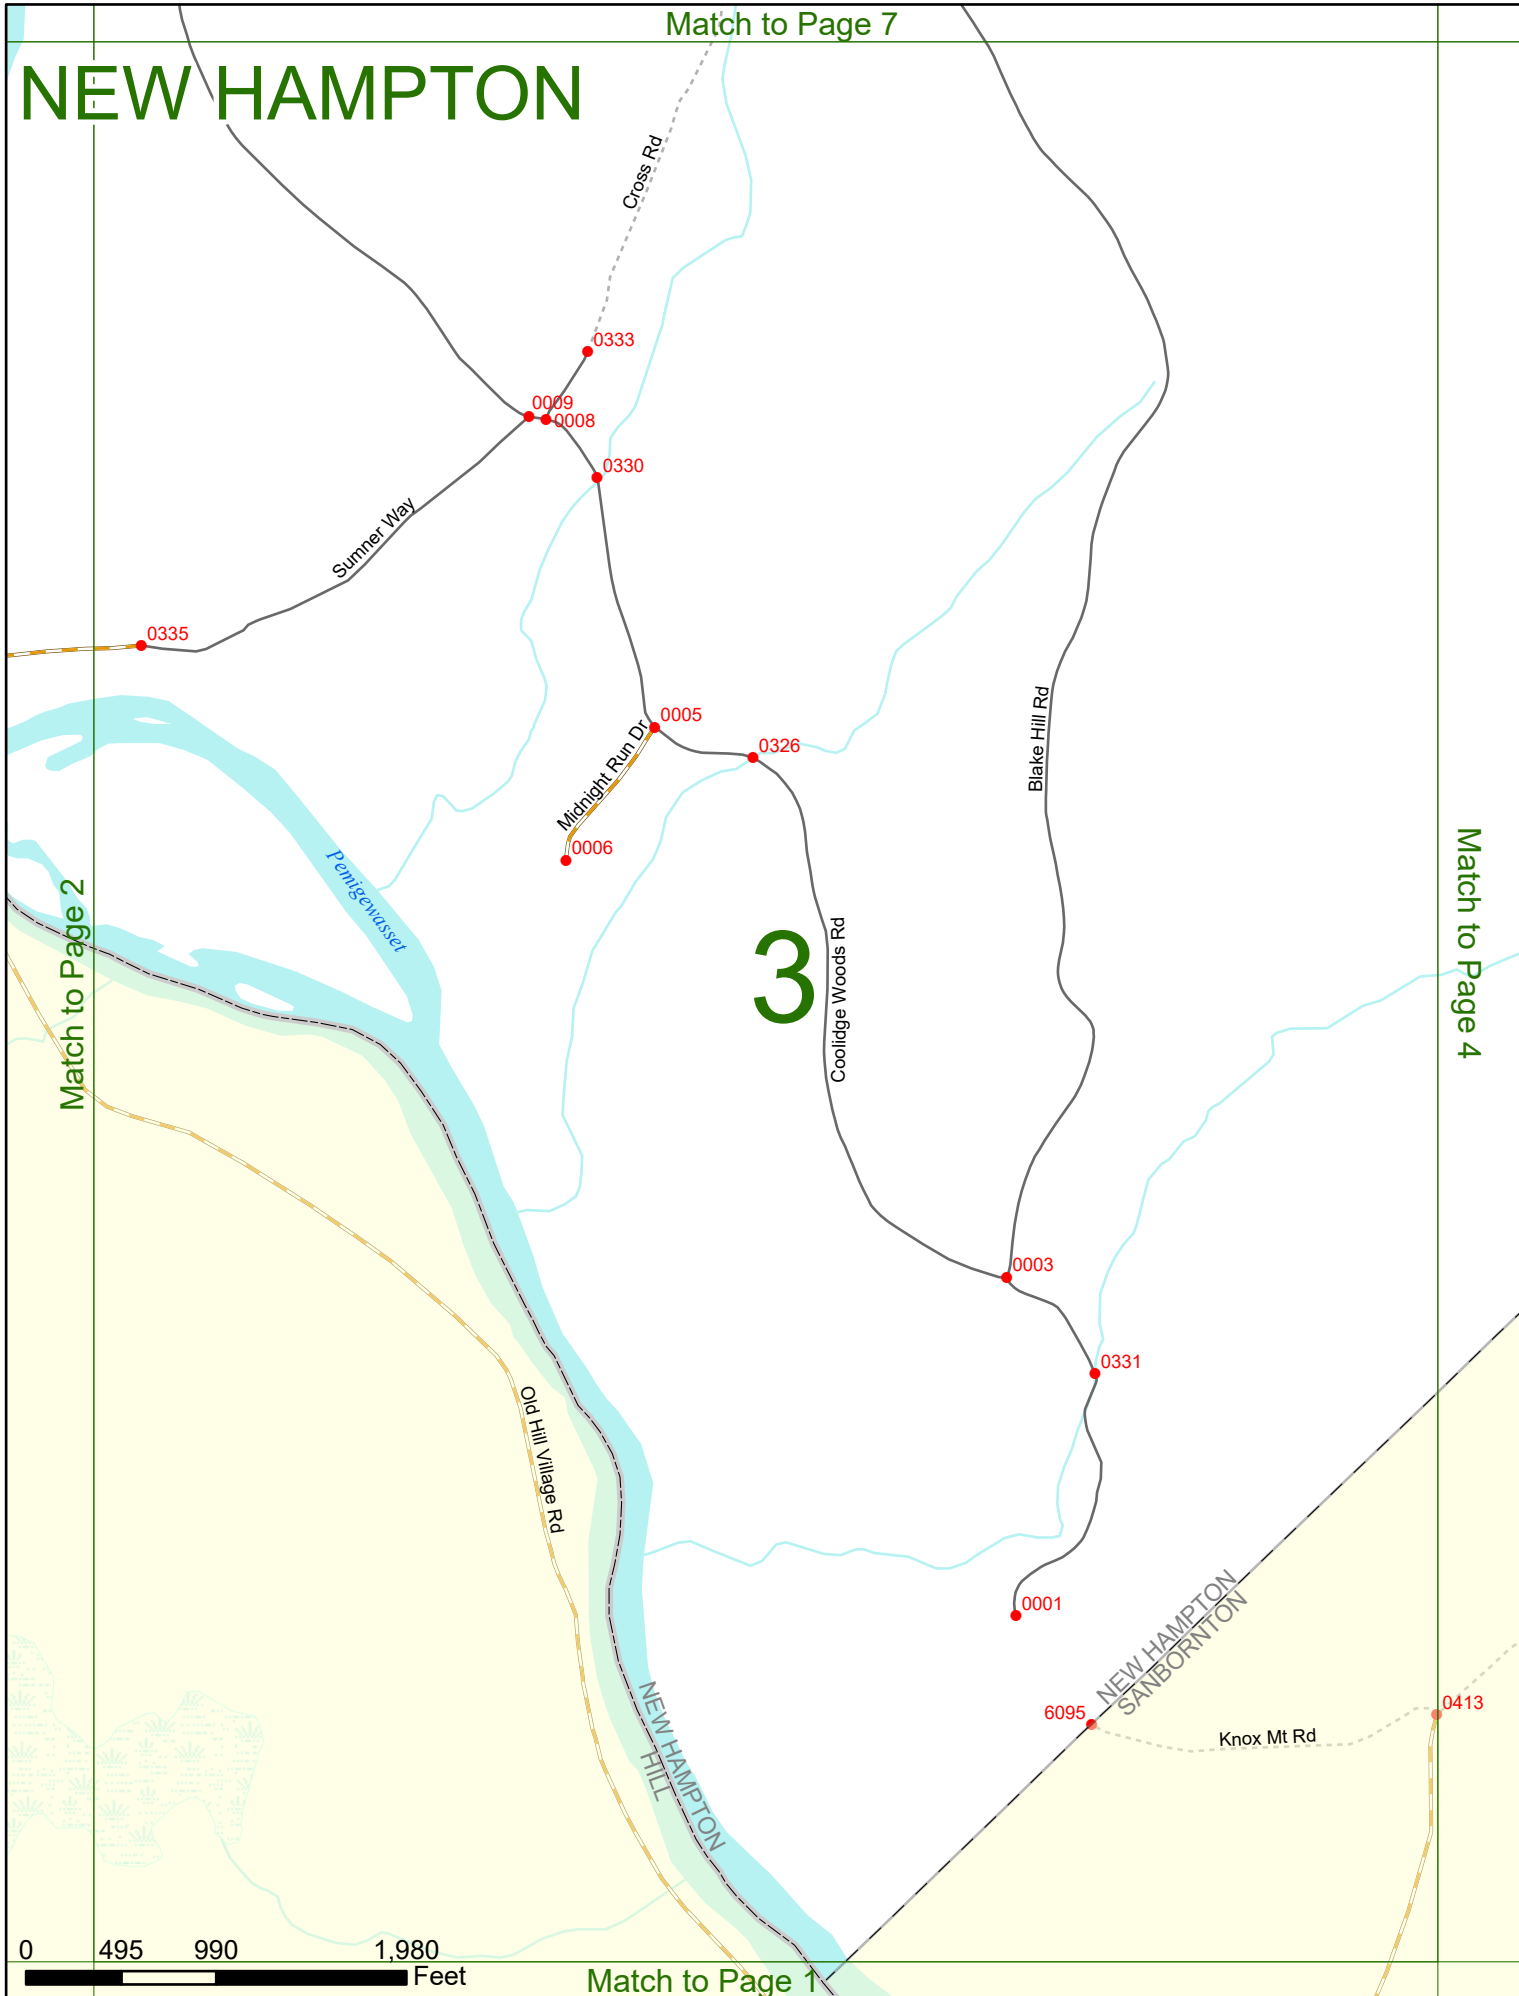 Match to Page 7
NEW HAMPTON
Cross Rd
0333
0009
0008
0330
Sumner Way
0335
0005
0326
Midnight Run Dr
0006
Blake Hill Rd
Pemigewasset
Match to Page 2
3
Coolidge Woods Rd
Match to Page 4
0003
0331
Old Hill Village Rd
0001
NEW HAMPTON
SANBORNTON
6095
0413
Knox Mt Rd
NEW HAMPTON
HILL
0 495 990 1,980
Feet
Match to Page 1